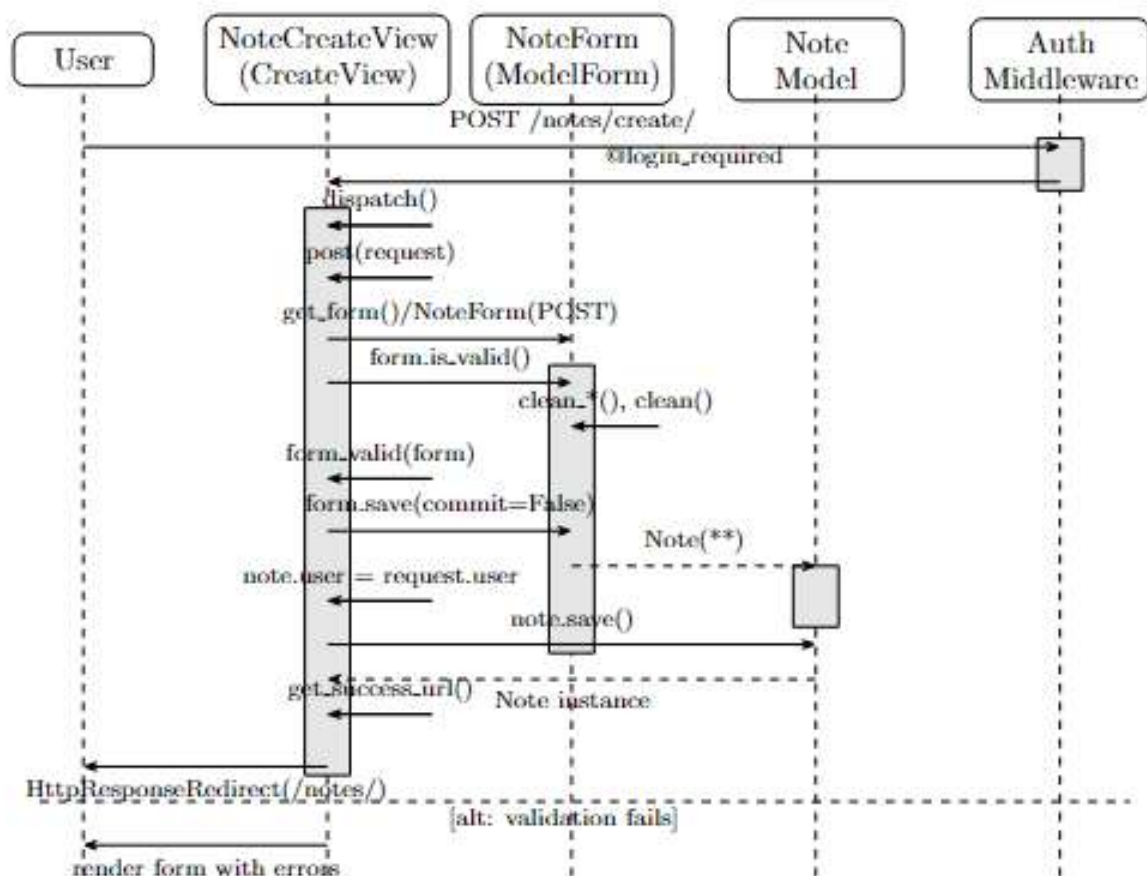 User
NoteCreateView
(CreateView)
NoteForm
(ModelForm)
Note
Model
Auth
Middleware
POST /notes/create/
@login_required
dispatch()
post(request)
get_form()/NoteForm(POST)
form.is_valid()
clean_*(), clean()
form_valid(form)
form.save(commit=False)
Note(**)
note.user = request.user
note.save()
get_success_url()
Note instance
HttpResponseRedirect(/notes/)
[alt: validation fails]
render form with errors